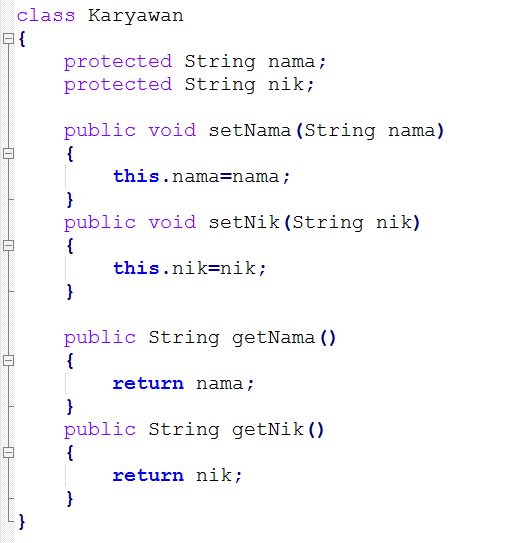 class Karyawan
{
    protected String nama;
    protected String nik;

    public void setNama(String nama)
    {
        this.nama=nama;
    }
    public void setNik(String nik)
    {
        this.nik=nik;
    }

    public String getNama()
    {
        return nama;
    }
    public String getNik()
    {
        return nik;
    }
}